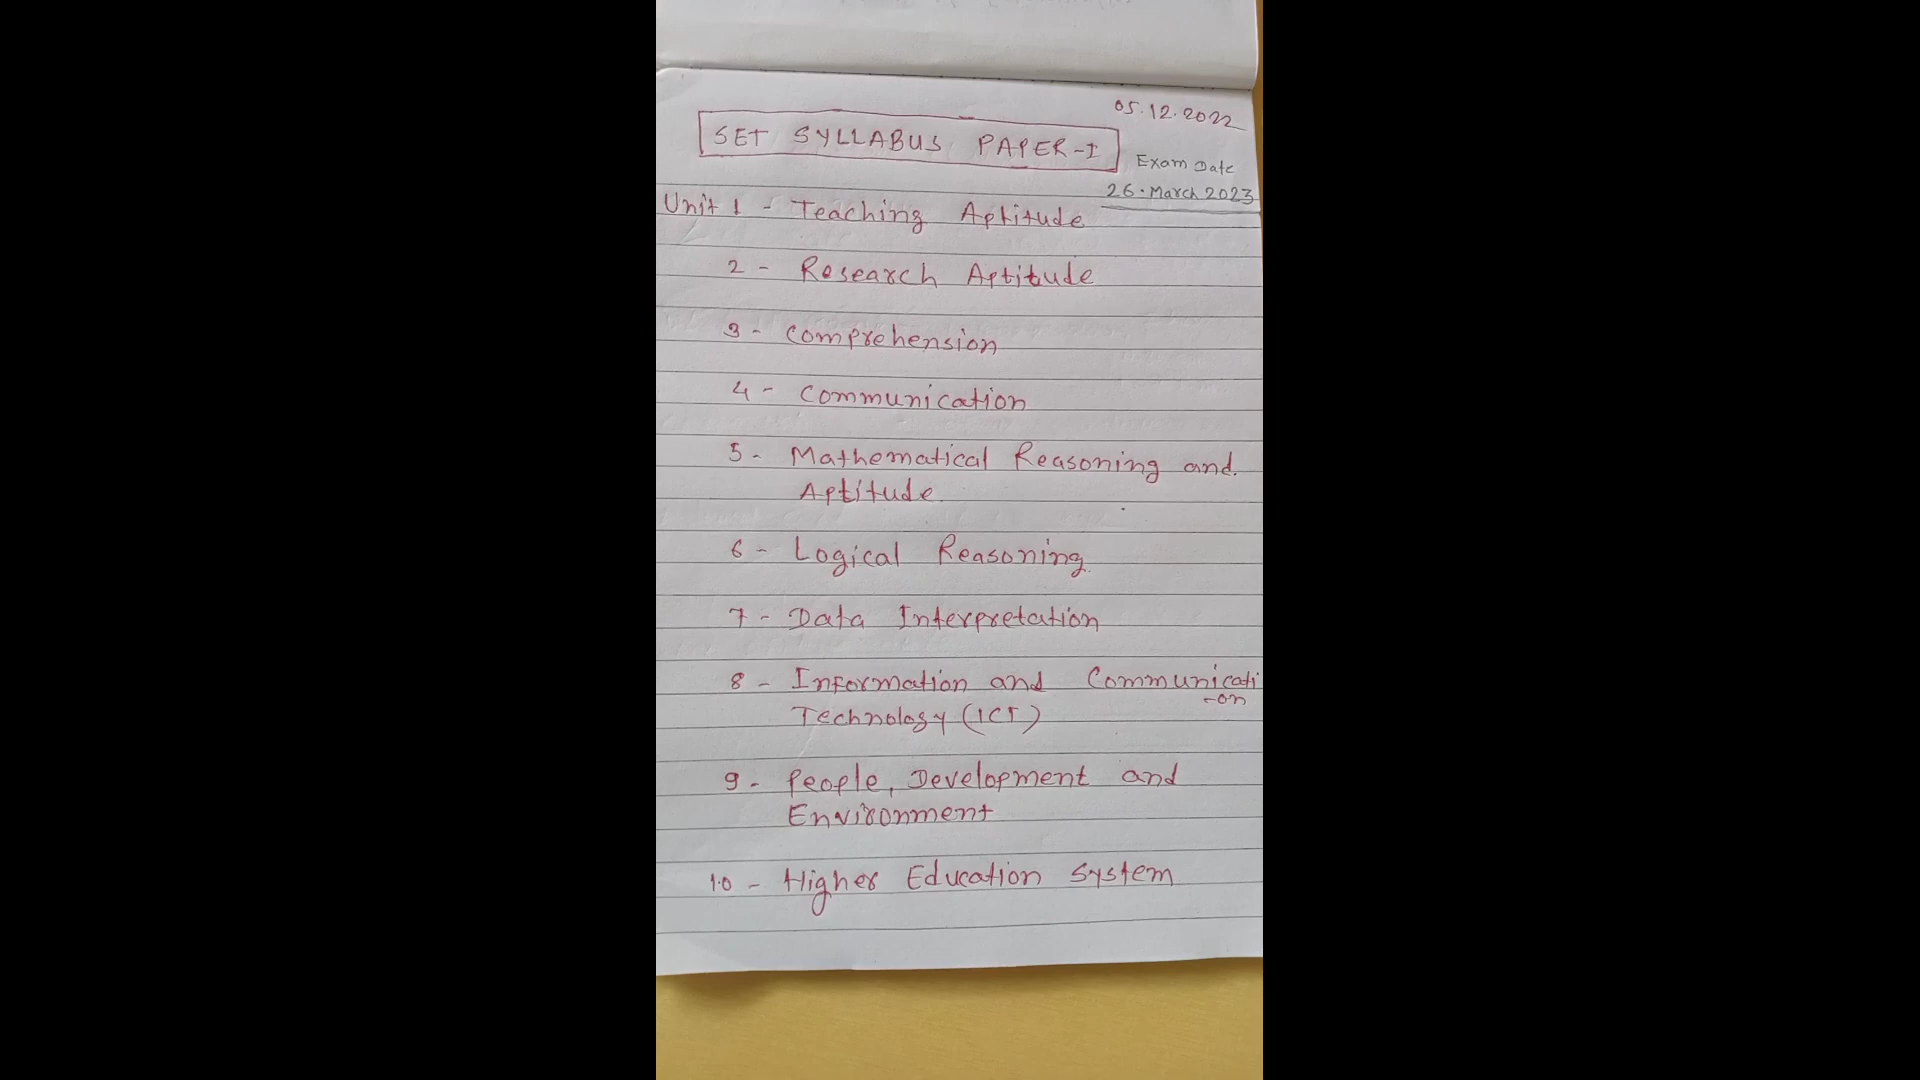 05.12.2022
SET SYLLABUS PAPER-I
Exam Date
26.March 2023
Unit 1 - Teaching Aptitude
2 - Research Aptitude
3 - Comprehension
4 - Communication
5 - Mathematical Reasoning and
Aptitude
6 - Logical Reasoning
7 - Data Interpretation
8 - Information and Communicati
-on
Technology (ICT)
9 - People, Development and
Environment
10 - Higher Education System